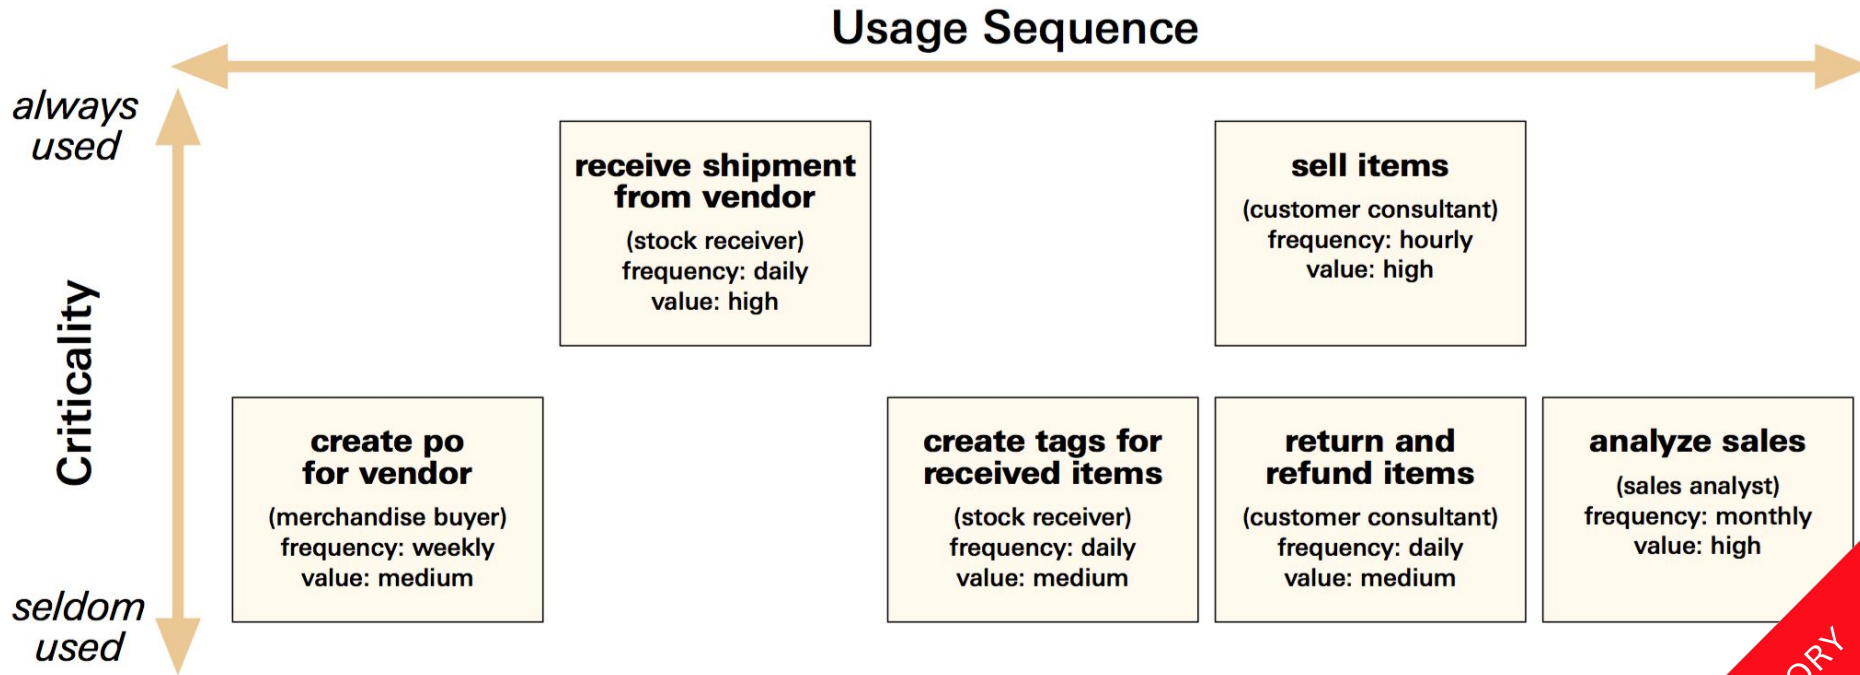 Usage Sequence
always
used
receive shipment
from vendor
(stock receiver)
frequency: daily
value: high
sell items
(customer consultant)
frequency: hourly
value: high
Criticality
create po
for vendor
(merchandise buyer)
frequency: weekly
value: medium
create tags for
received items
(stock receiver)
frequency: daily
value: medium
return and
refund items
(customer consultant)
frequency: daily
value: medium
analyze sales
(sales analyst)
frequency: monthly
value: high
seldom
used